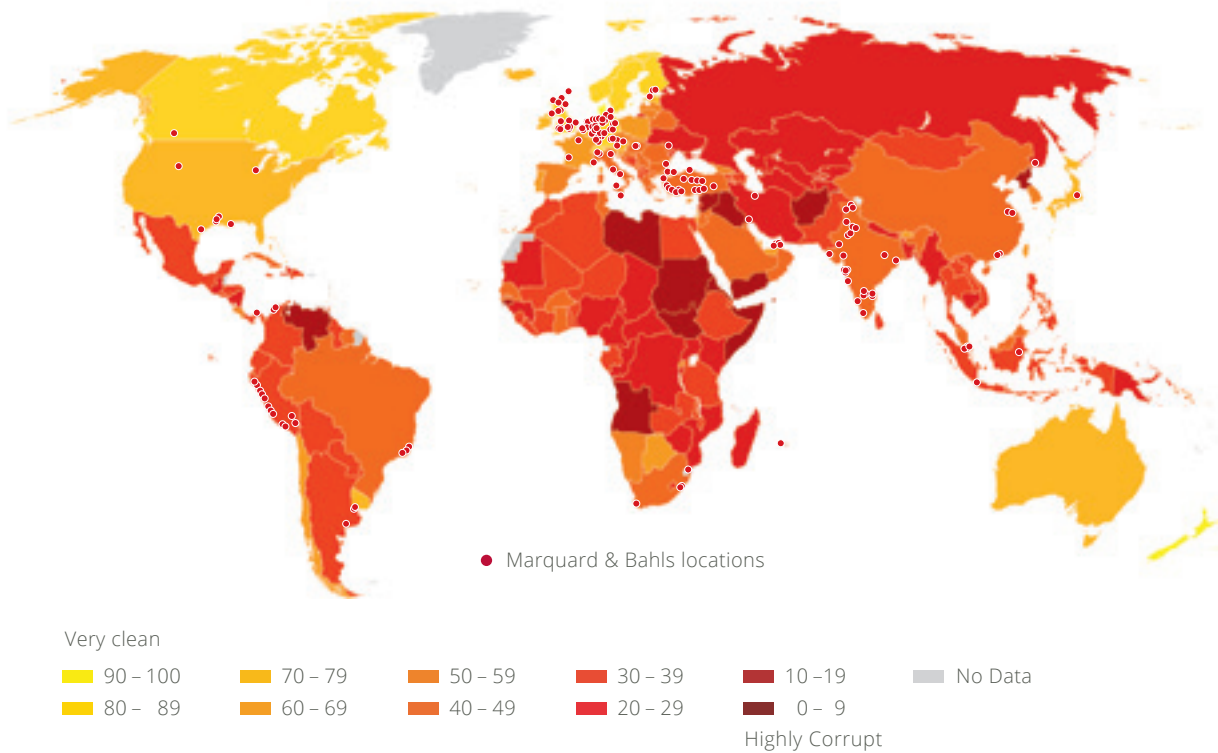 Marquard & Bahls locations
Very clean
90 – 100 70 – 79 50 – 59 30 – 39 10 –19 No Data
80 – 89 60 – 69 40 – 49 20 – 29 0 – 9
Highly Corrupt